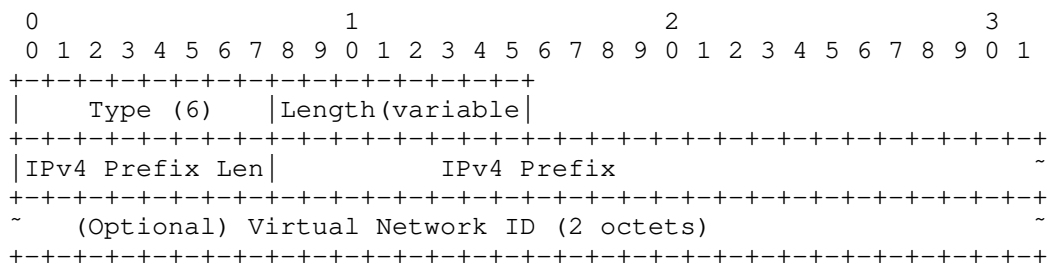 0                   1                   2                   3
 0 1 2 3 4 5 6 7 8 9 0 1 2 3 4 5 6 7 8 9 0 1 2 3 4 5 6 7 8 9 0 1
+-+-+-+-+-+-+-+-+-+-+-+-+-+-+-+-+
|    Type (6)   |Length(variable|
+-+-+-+-+-+-+-+-+-+-+-+-+-+-+-+-+-+-+-+-+-+-+-+-+-+-+-+-+-+-+-+-+
|IPv4 Prefix Len|          IPv4 Prefix                          ~
+-+-+-+-+-+-+-+-+-+-+-+-+-+-+-+-+-+-+-+-+-+-+-+-+-+-+-+-+-+-+-+-+
~   (Optional) Virtual Network ID (2 octets)                    ~
+-+-+-+-+-+-+-+-+-+-+-+-+-+-+-+-+-+-+-+-+-+-+-+-+-+-+-+-+-+-+-+-+